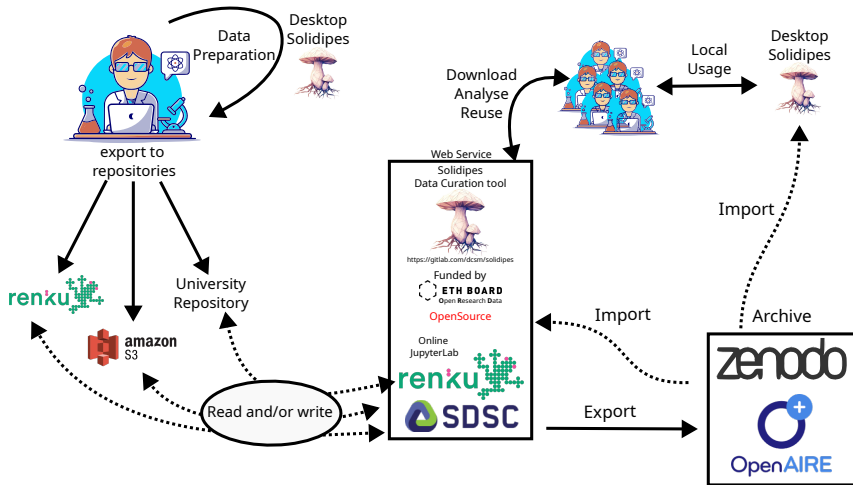 Data
Preparation
Desktop
Solidipes
export to
repositories
renku
amazon
S3
University
Repository
Read and/or write
Download
Analyse
Reuse
Local
Usage
Desktop
Solidipes
Web Service
Solidipes
Data Curation tool
https://gitlab.com/dcsm/solidipes
Funded by
ETH BOARD
Open Research Data
OpenSource
Online
JupyterLab
renku
SDSC
Import
Import
Export
Archive
zenodo
OpenAIRE